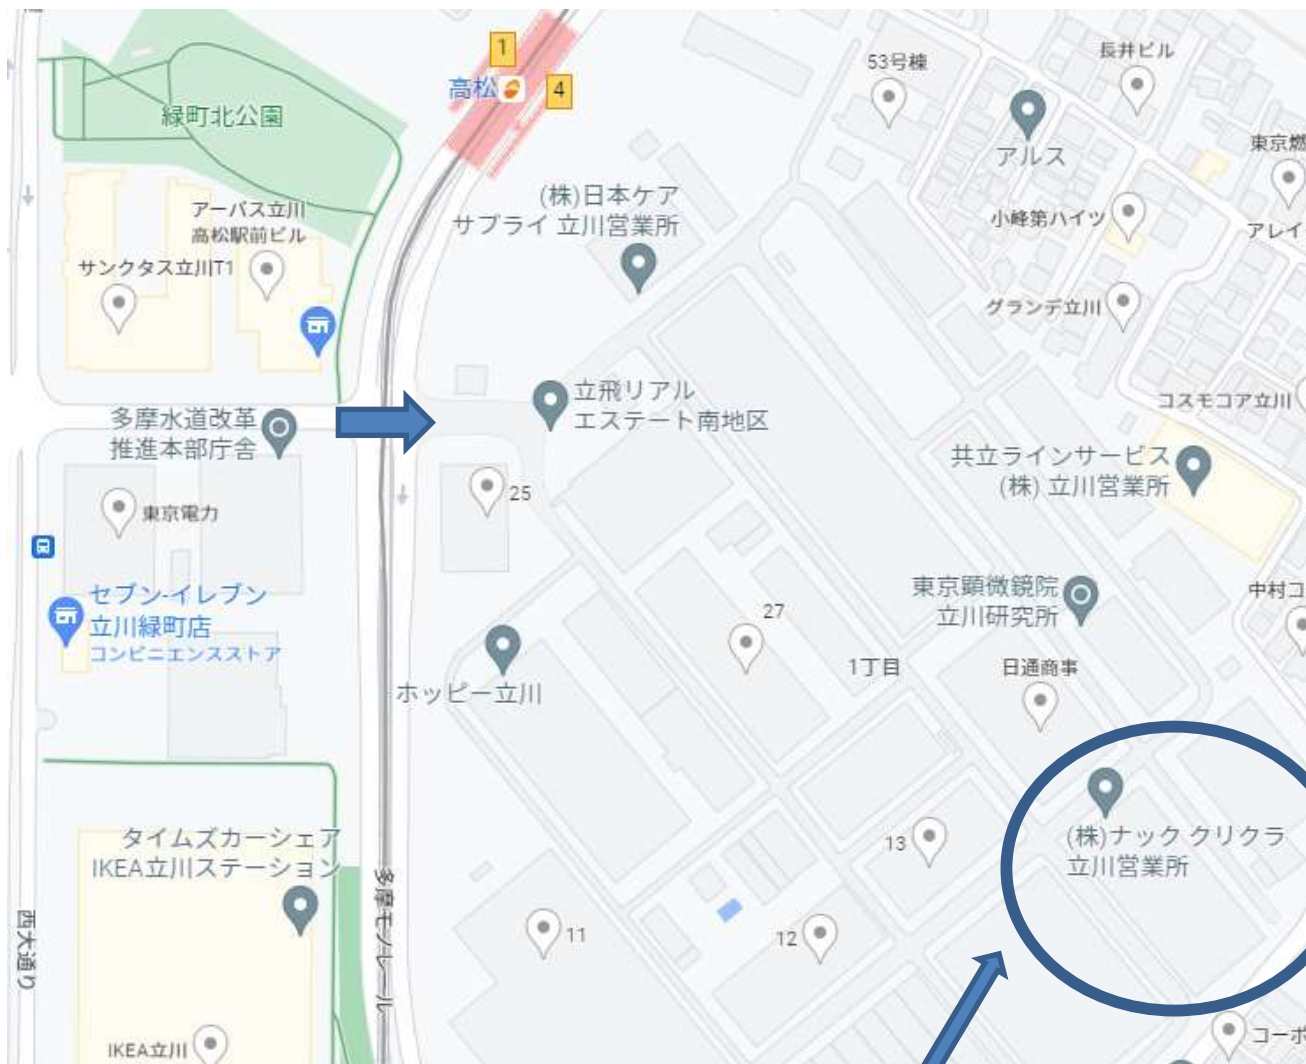 1
高松
4
緑町北公園
53号棟
長井ビル
アルス
東京燃
(株)日本ケア
サプライ 立川営業所
アーバス立川
高松駅前ビル
サンクタス立川T1
小峰第ハイツ
アレイ
グランデ立川
立飛リアル
エステート南地区
コスモコア立川
多摩水道改革
推進本部庁舎
共立ラインサービス
(株) 立川営業所
25
東京電力
セブン-イレブン
立川緑町店
コンビニエンスストア
東京顕微鏡院
立川研究所
中村コ
27
1丁目
日通商事
ホッピー立川
タイムズカーシェア
IKEA立川ステーション
13
(株)ナック クリクラ
立川営業所
多摩モノレール
西大通り
11
12
IKEA立川
コーポ